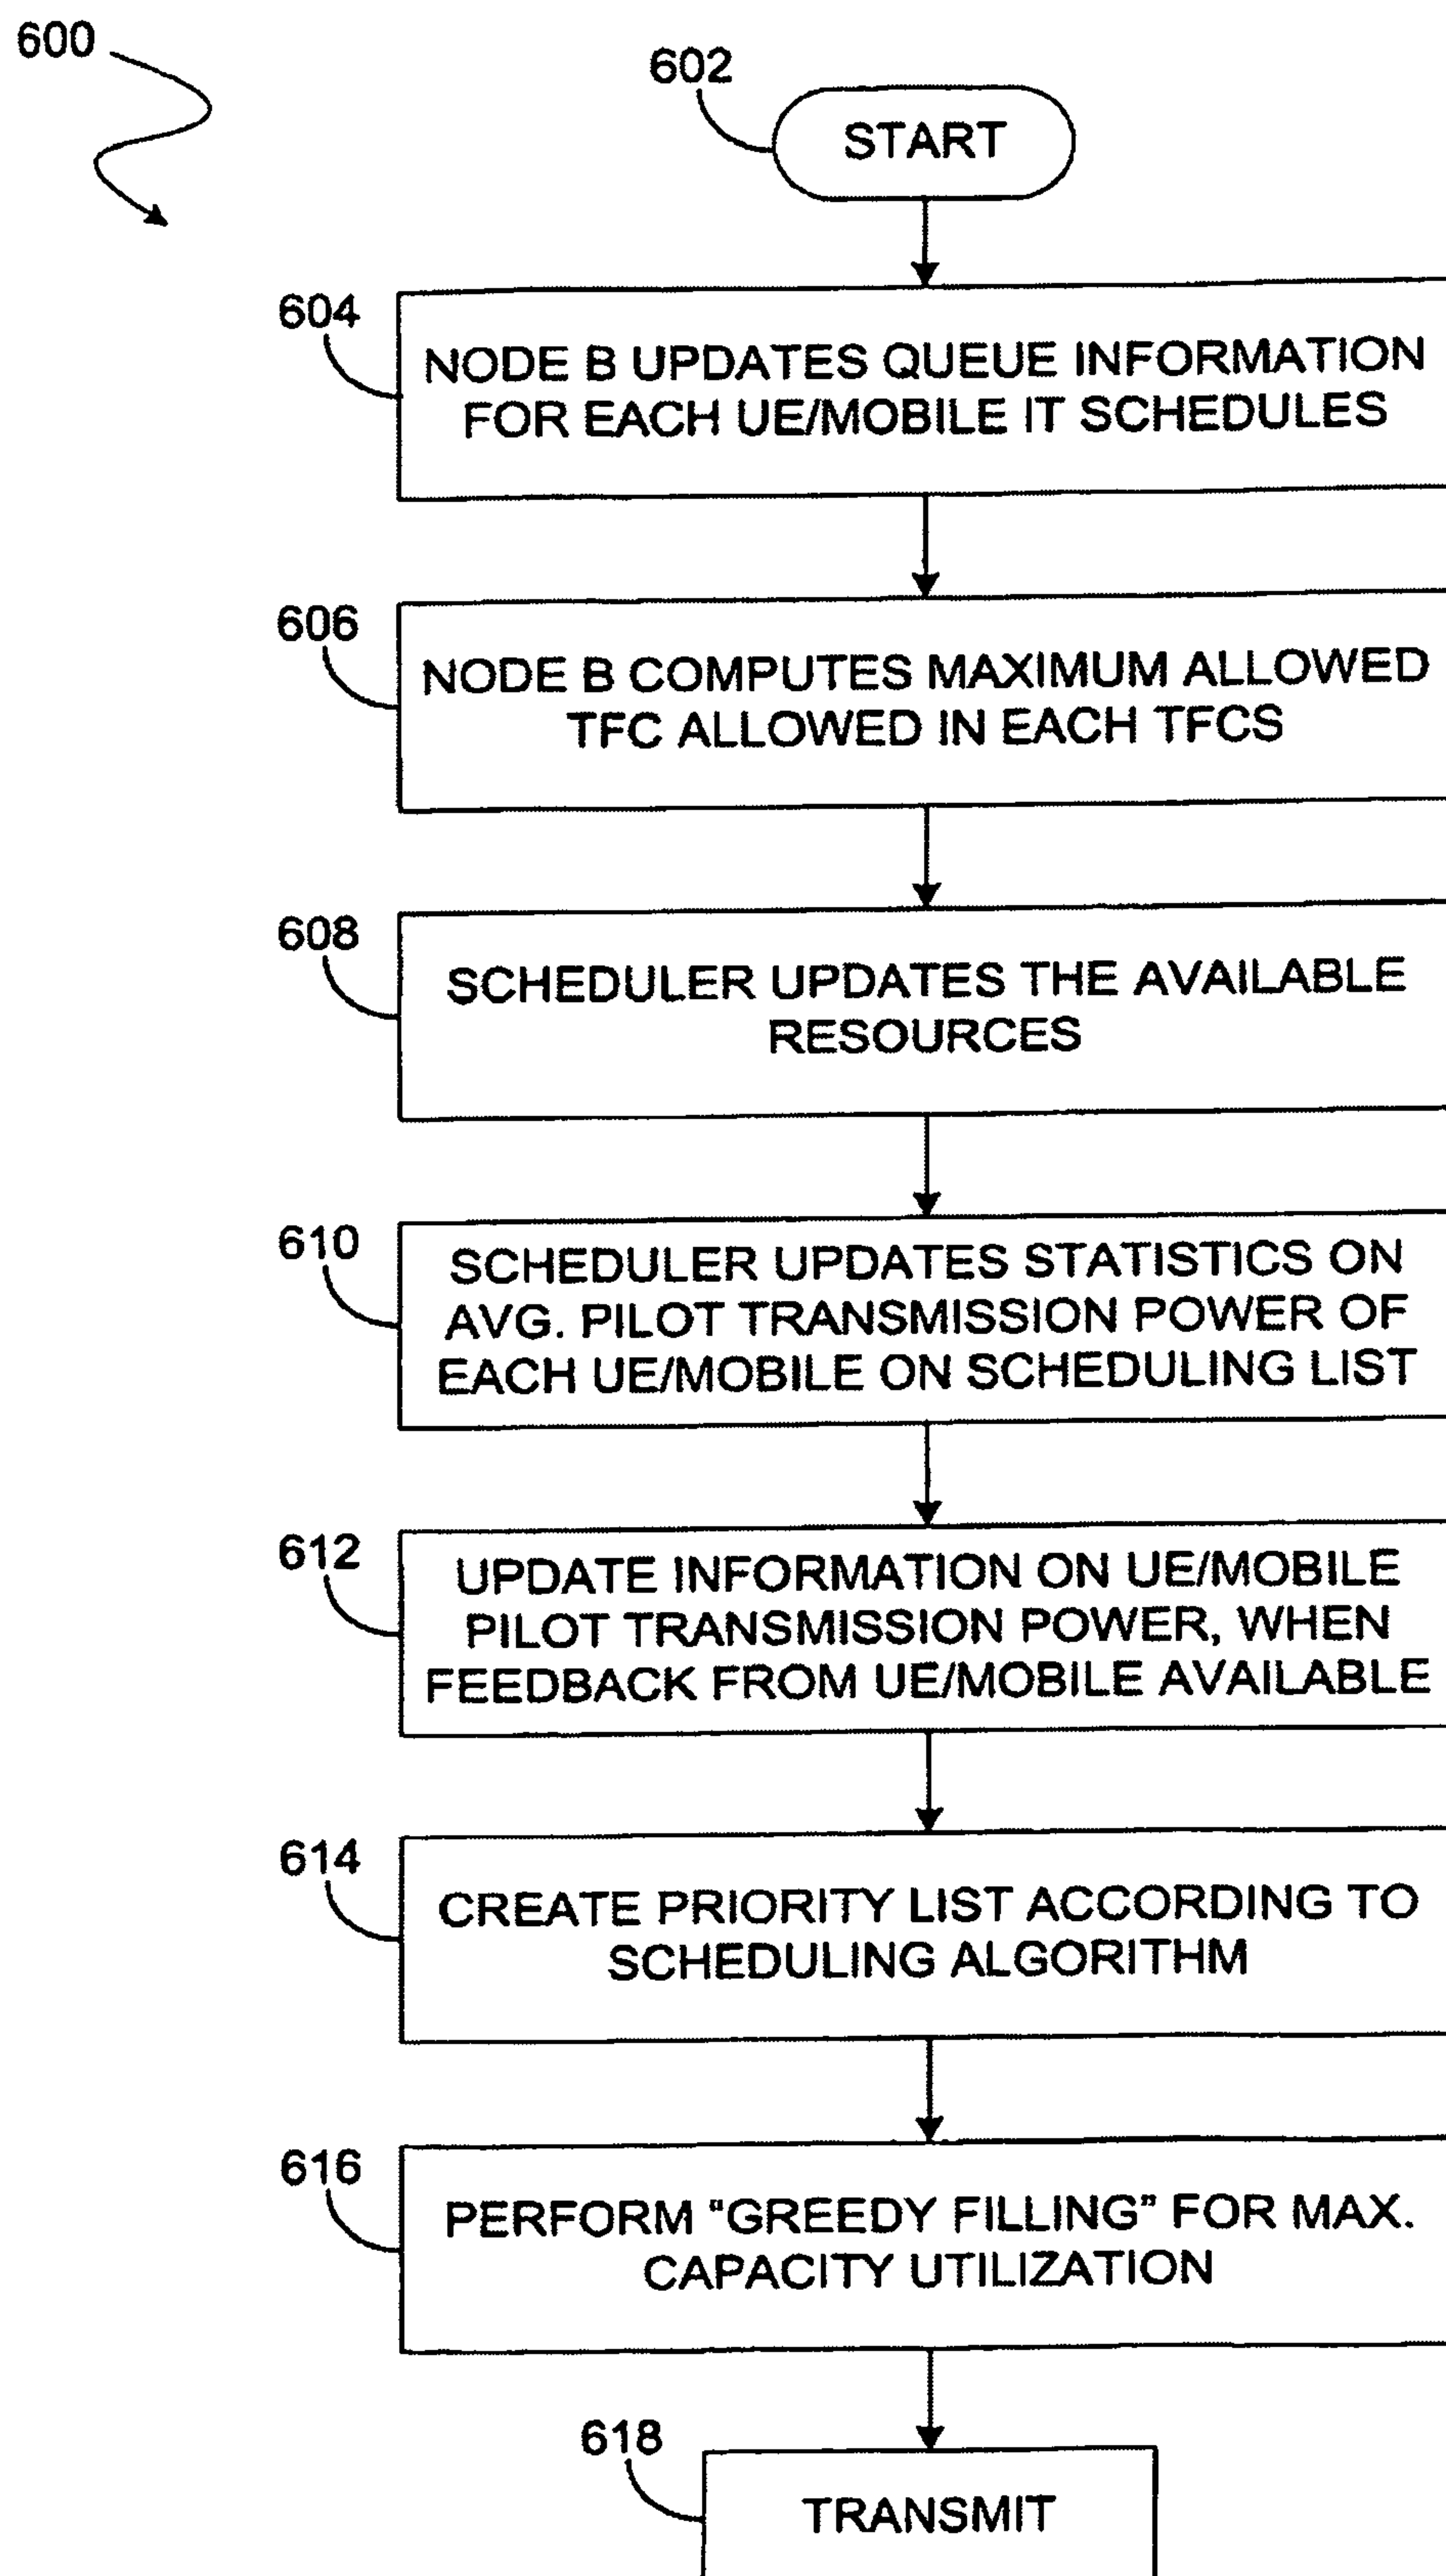 600
602
START
604
NODE B UPDATES QUEUE INFORMATION
FOR EACH UE/MOBILE IT SCHEDULES
606
NODE B COMPUTES MAXIMUM ALLOWED
TFC ALLOWED IN EACH TFCS
608
SCHEDULER UPDATES THE AVAILABLE
RESOURCES
610
SCHEDULER UPDATES STATISTICS ON
AVG. PILOT TRANSMISSION POWER OF
EACH UE/MOBILE ON SCHEDULING LIST
612
UPDATE INFORMATION ON UE/MOBILE
PILOT TRANSMISSION POWER, WHEN
FEEDBACK FROM UE/MOBILE AVAILABLE
614
CREATE PRIORITY LIST ACCORDING TO
SCHEDULING ALGORITHM
616
PERFORM "GREEDY FILLING" FOR MAX.
CAPACITY UTILIZATION
618
TRANSMIT